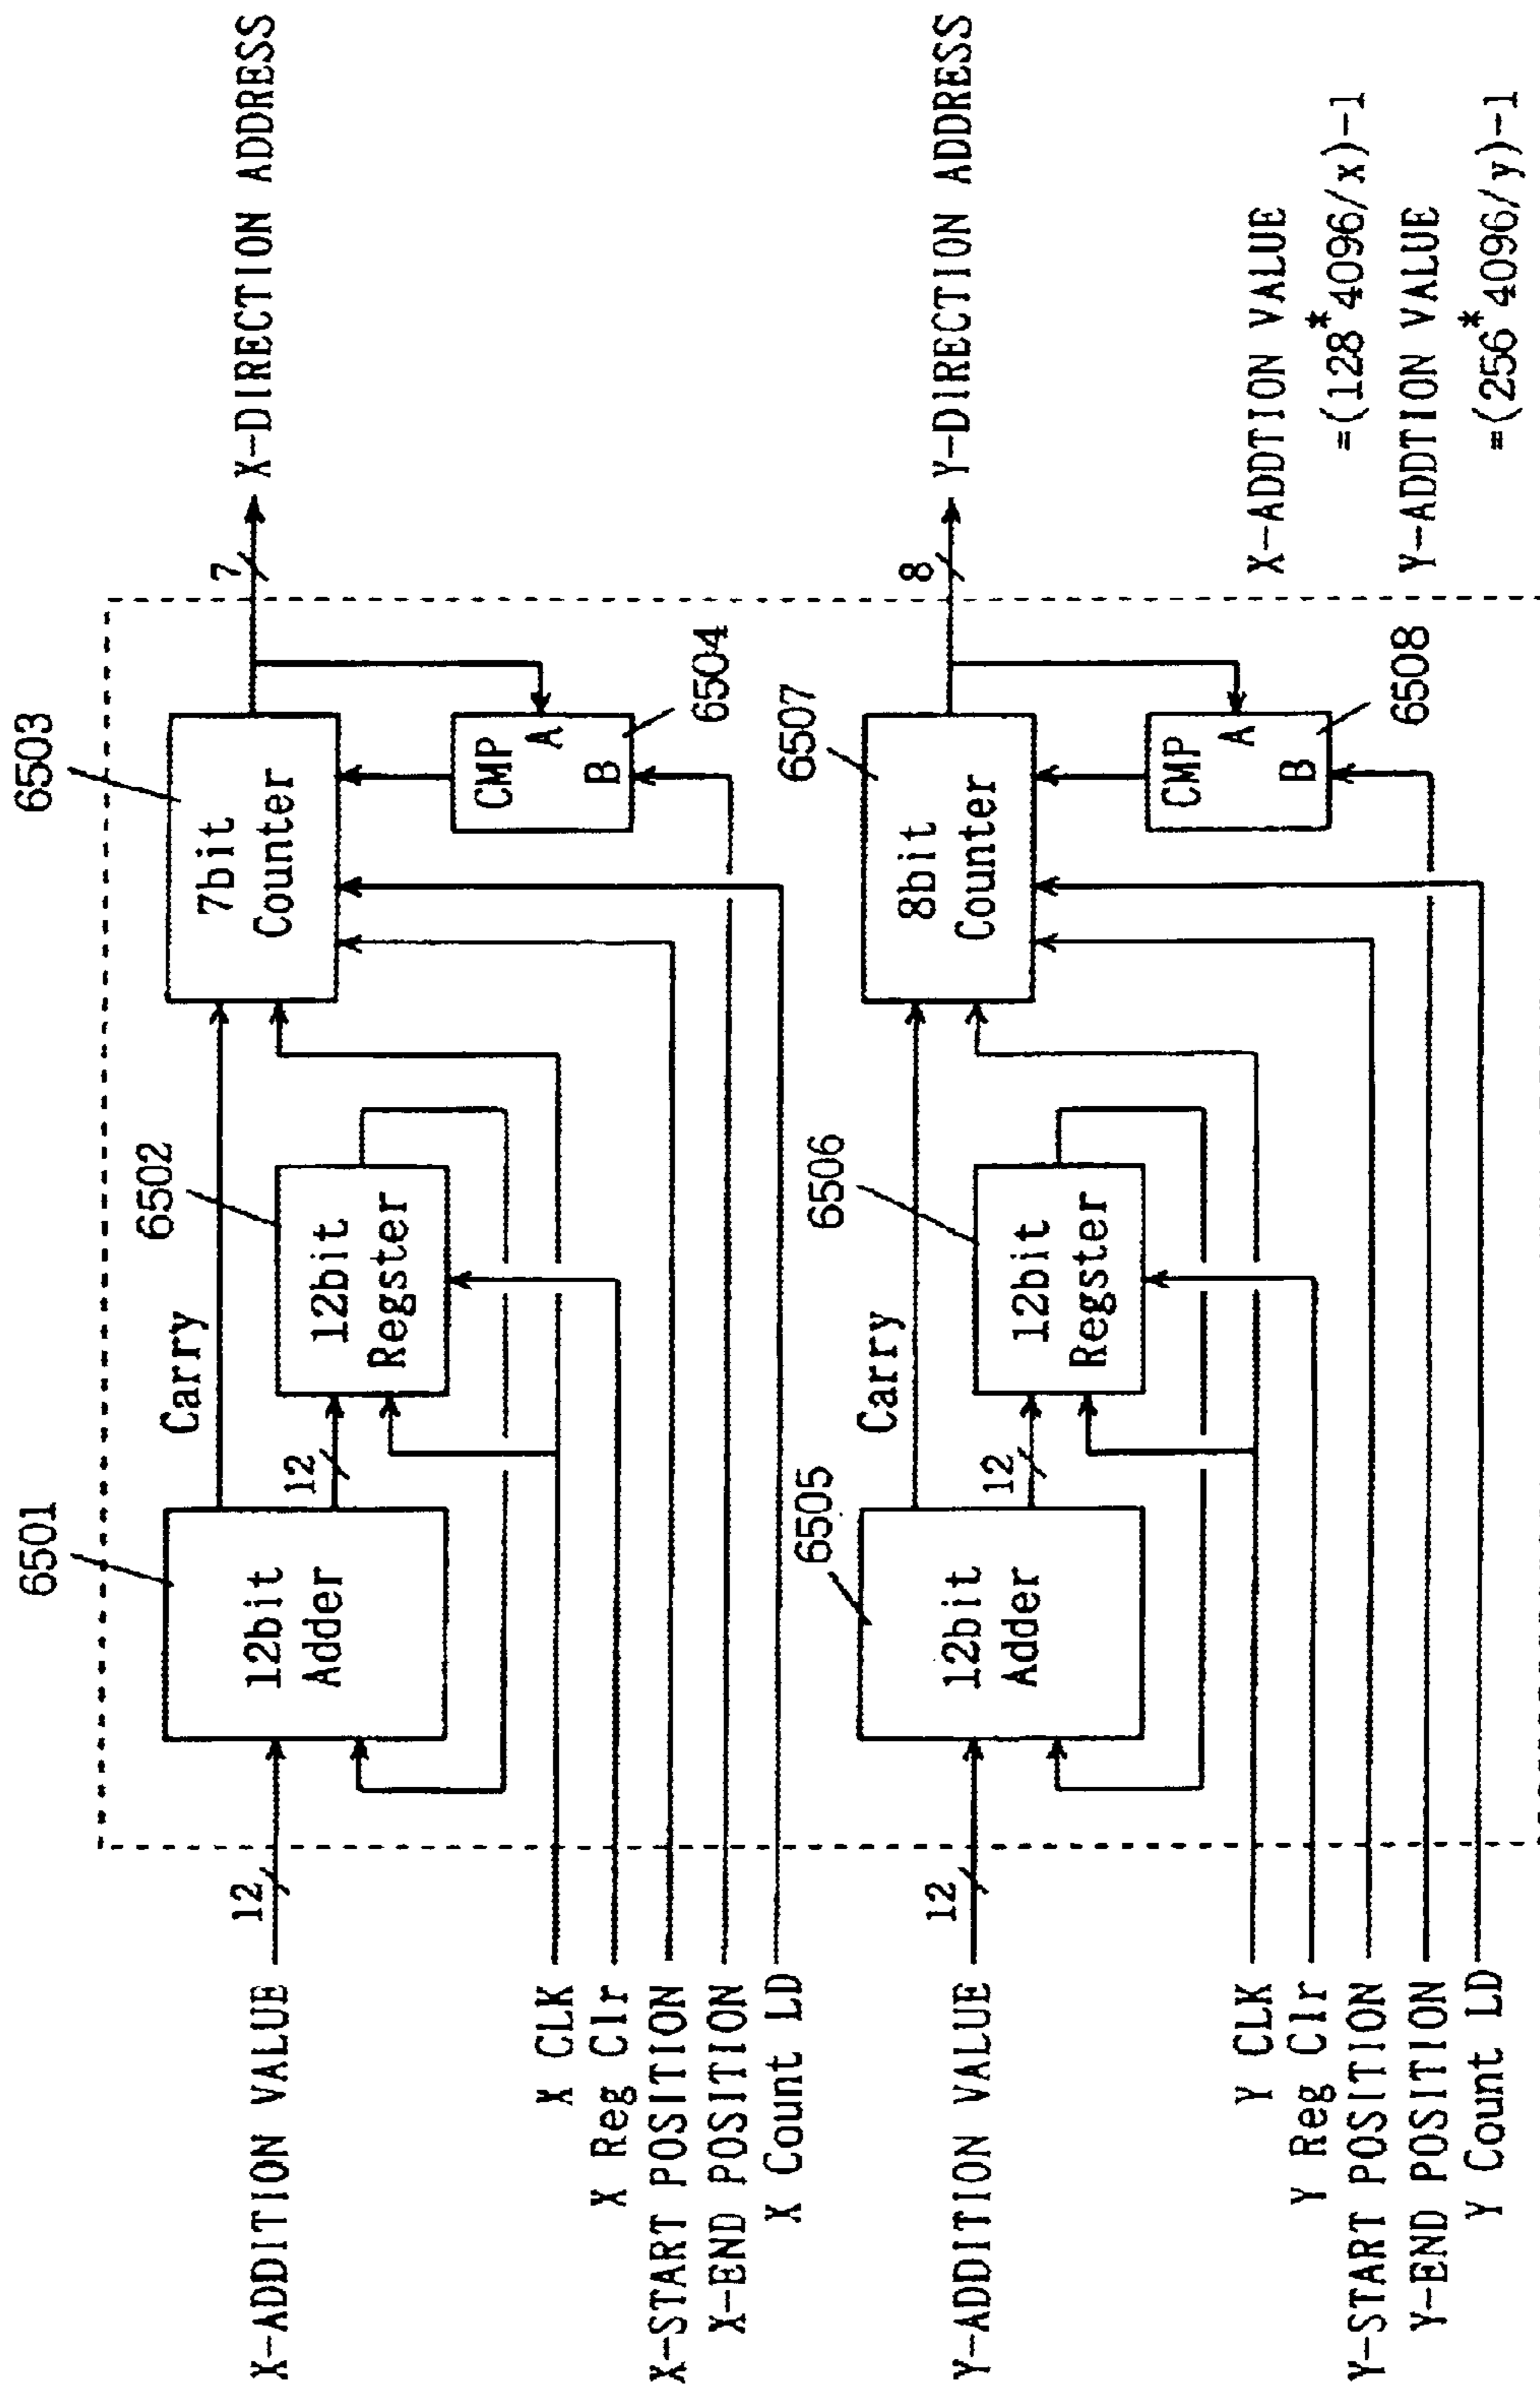 6501
6502
6503
X-ADDITION VALUE
12
12bit
Adder
Carry
12
12bit
Regster
7bit
Counter
7
X-DIRECTION ADDRESS
CMP
A
B
6504
X CLK
X Reg Clr
X-START POSITION
X-END POSITION
X Count LD
6505
6506
6507
Y-ADDITION VALUE
12
12bit
Adder
Carry
12
12bit
Regster
8bit
Counter
8
Y-DIRECTION ADDRESS
CMP
A
B
6508
Y CLK
Y Reg Clr
Y-START POSITION
Y-END POSITION
Y Count LD
X-ADDTION VALUE
=(128*4096/x)-1
Y-ADDTION VALUE
=(256*4096/y)-1